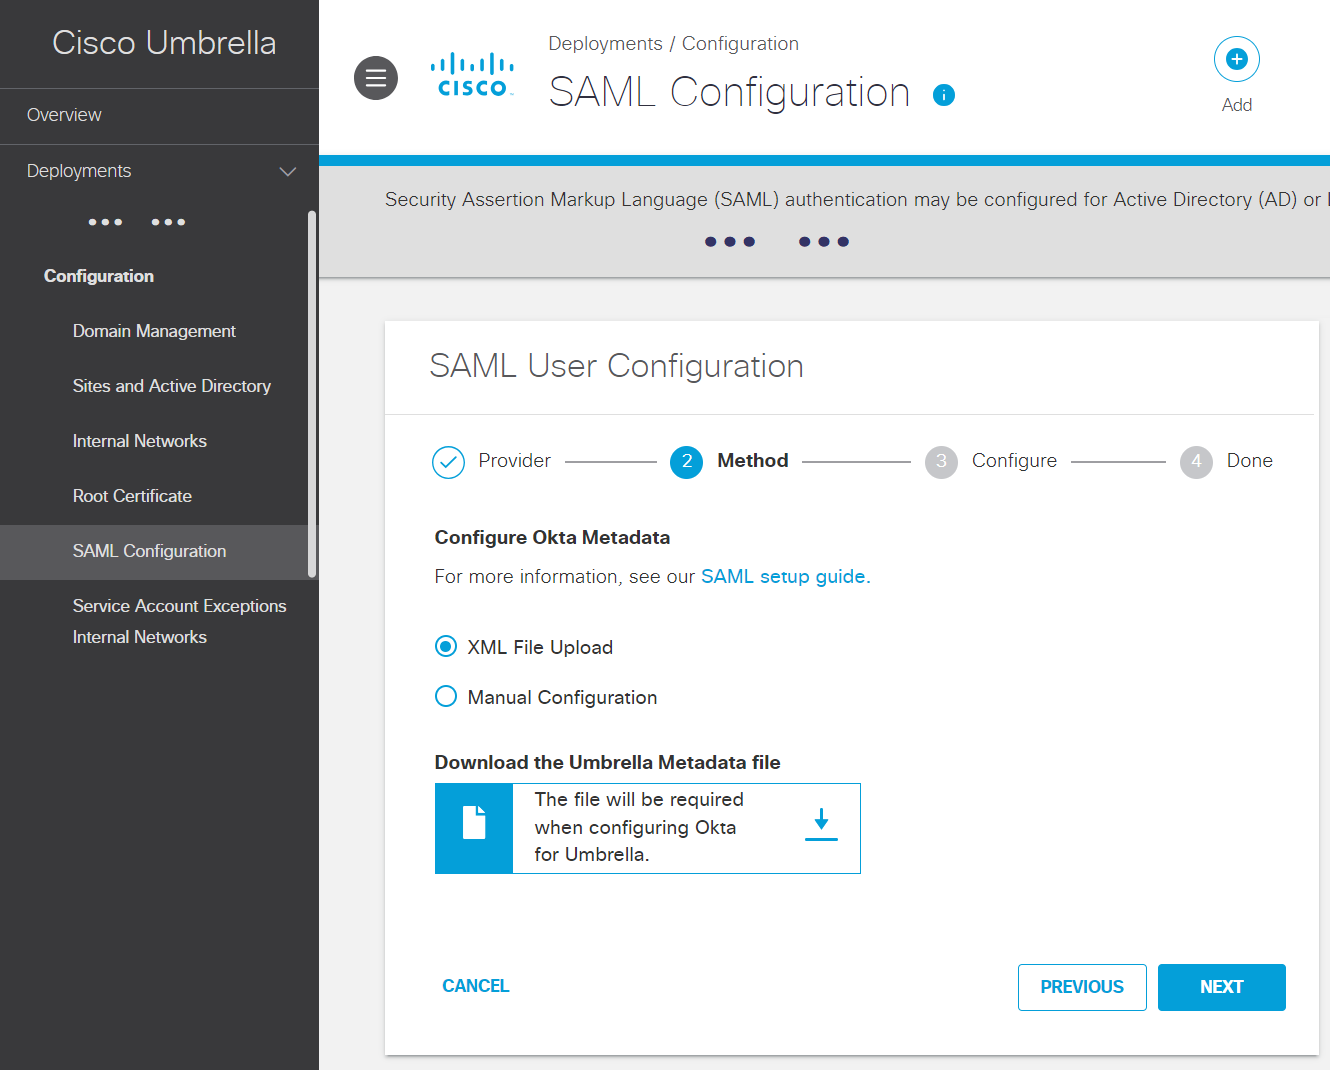 Cisco Umbrella
Overview
Deployments
••• •••
Configuration
Domain Management
Sites and Active Directory
Internal Networks
Root Certificate
SAML Configuration
Service Account Exceptions
Internal Networks
CISCO
Deployments / Configuration
SAML Configuration
i
Add
Security Assertion Markup Language (SAML) authentication may be configured for Active Directory (AD) or
••• •••
SAML User Configuration
Provider 2 Method 3 Configure 4 Done
Configure Okta Metadata
For more information, see our SAML setup guide.
XML File Upload
Manual Configuration
Download the Umbrella Metadata file
The file will be required
when configuring Okta
for Umbrella.
CANCEL PREVIOUS NEXT